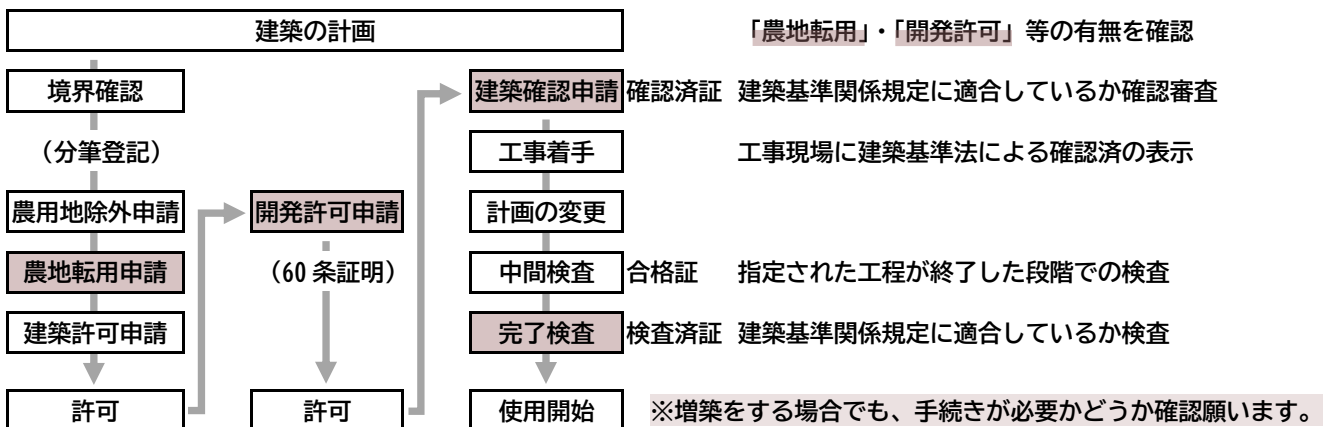 建築の計画
「農地転用」・「開発許可」等の有無を確認
境界確認
（分筆登記）
農用地除外申請
農地転用申請
建築許可申請
許可
開発許可申請
（60 条証明）
許可
建築確認申請 確認済証 建築基準関係規定に適合しているか確認審査
工事着手 工事現場に建築基準法による確認済の表示
計画の変更
中間検査 合格証 指定された工程が終了した段階での検査
完了検査 検査済証 建築基準関係規定に適合しているか検査
使用開始
※増築をする場合でも、手続きが必要かどうか確認願います。